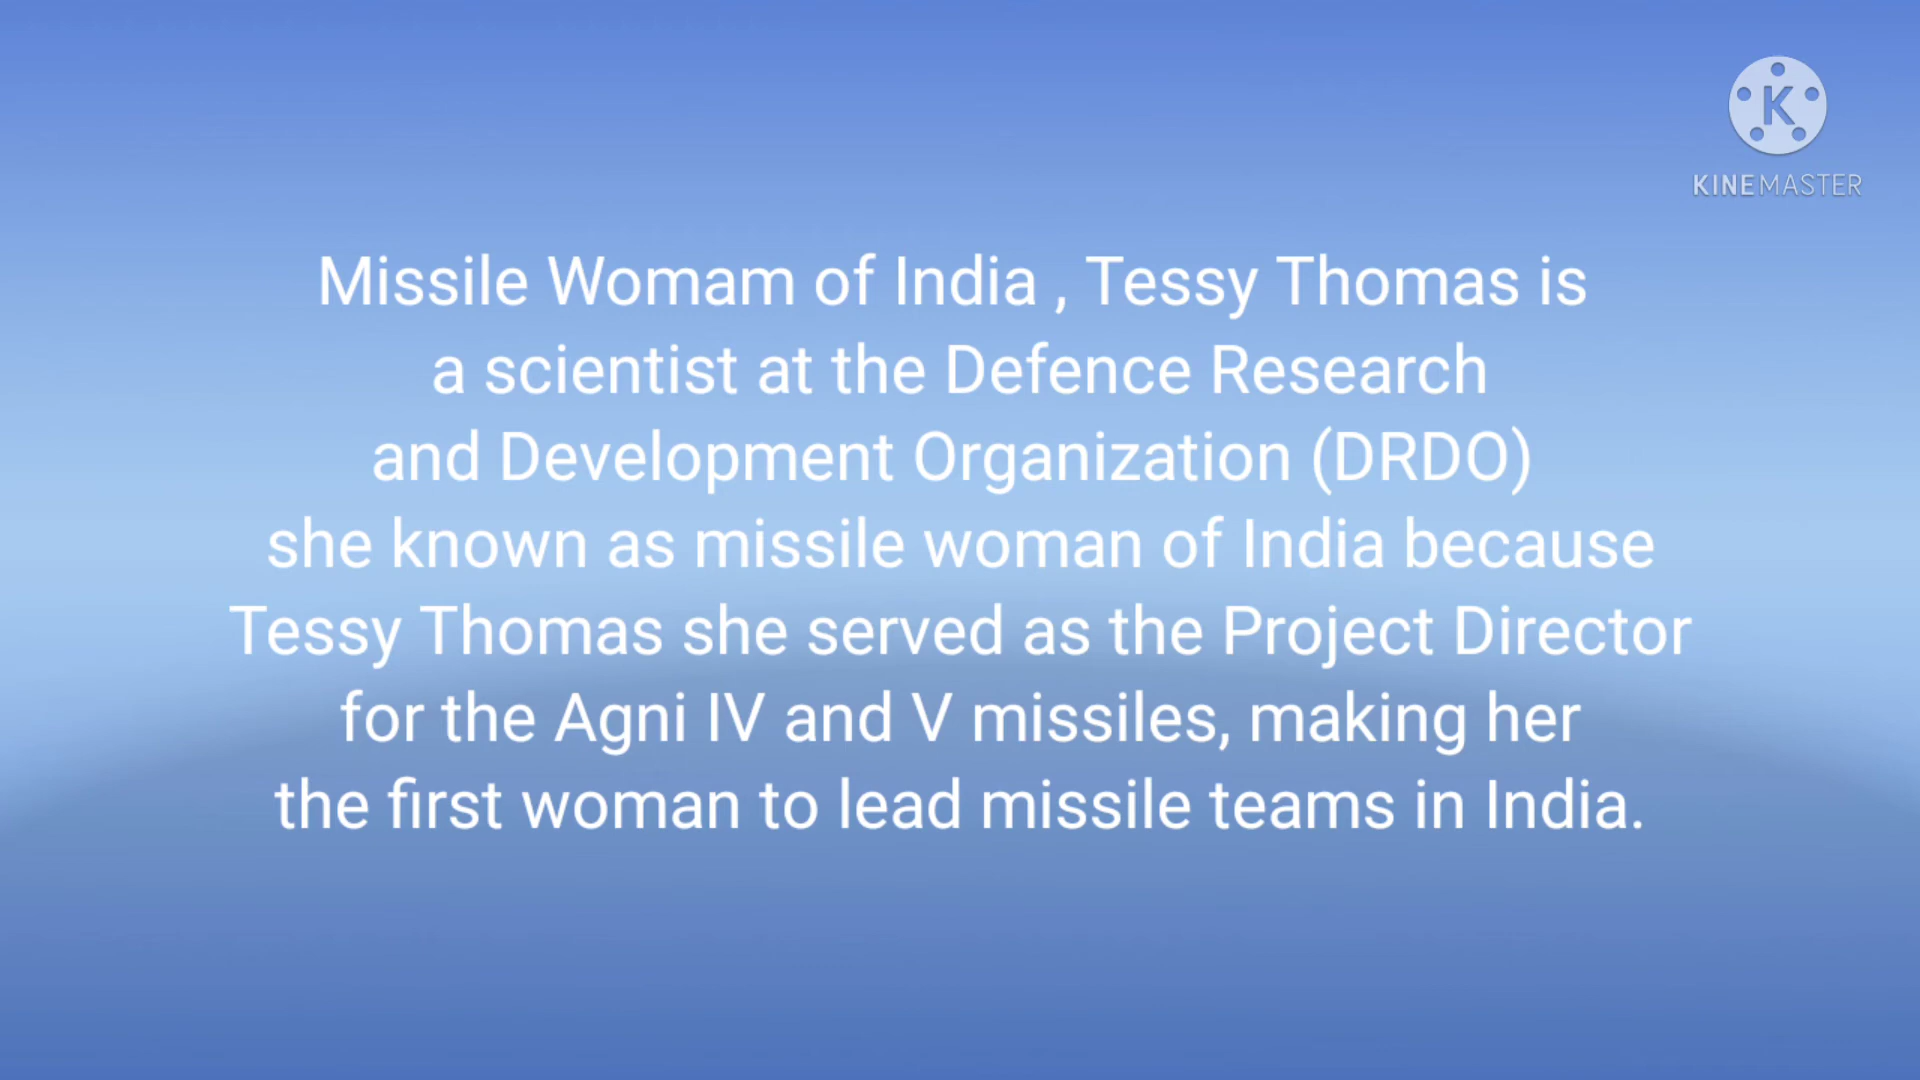 K
KINEMASTER
Missile Womam of India , Tessy Thomas is
a scientist at the Defence Research
and Development Organization (DRDO)
she known as missile woman of India because
Tessy Thomas she served as the Project Director
for the Agni IV and V missiles, making her
the first woman to lead missile teams in India.